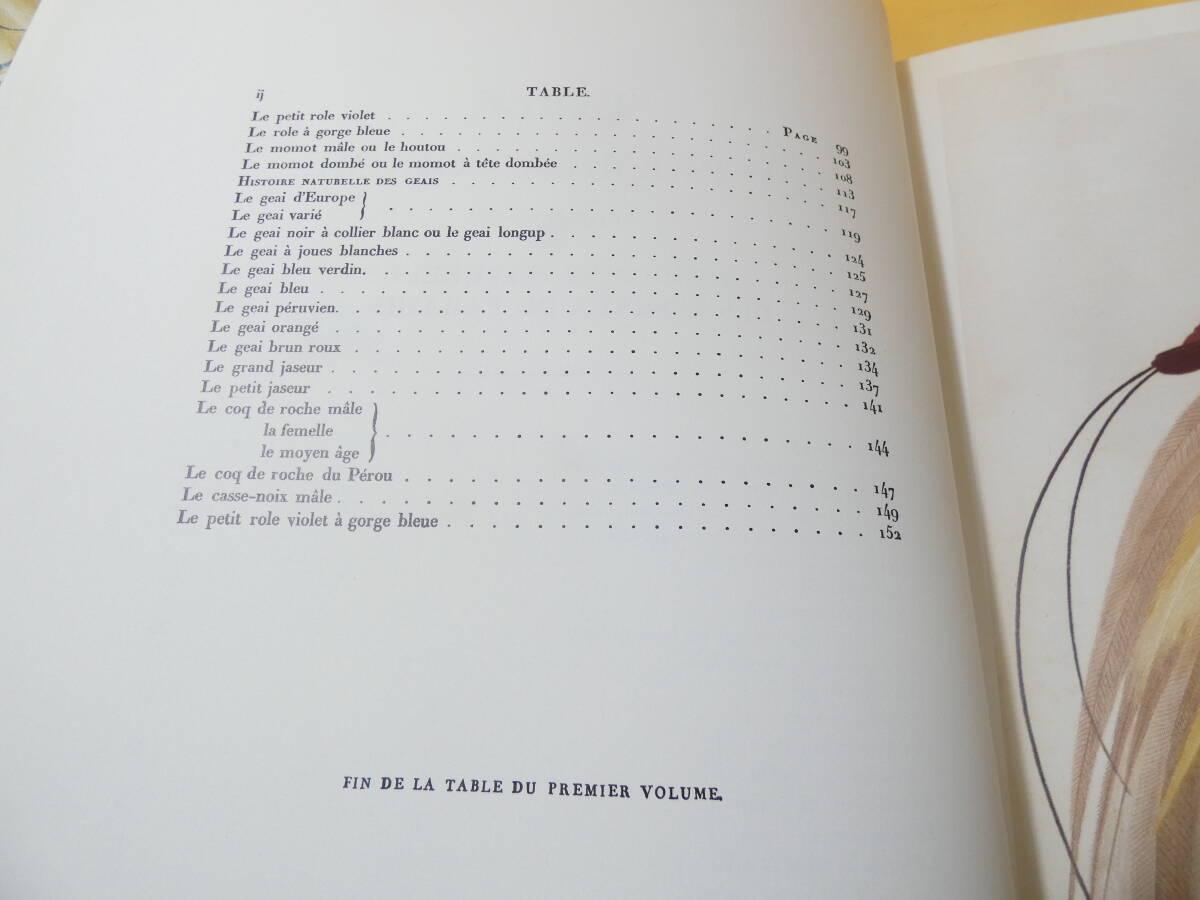 ij TABLE.
Le petit role violet . . . . . . . . . . . . . . . . . . . PAGE 99
Le role à gorge bleue . . . . . . . . . . . . . . . . . . . 103
Le momot mâle ou le houtou . . . . . . . . . . . . . . . . 108
Le momot dombé ou le momot à tête dombée . . . . . . . . . . 113
HISTOIRE NATURELLE DES GEAIS . . . . . . . . . . . . . . . . 117
Le geai d'Europe }
Le geai varié } . . . . . . . . . . . . . . . . . . . 119
Le geai noir à collier blanc ou le geai longup . . . . . . . . . . 124
Le geai à joues blanches . . . . . . . . . . . . . . . . . . 125
Le geai bleu verdin. . . . . . . . . . . . . . . . . . . . 127
Le geai bleu . . . . . . . . . . . . . . . . . . . . . . 129
Le geai péruvien. . . . . . . . . . . . . . . . . . . . . 131
Le geai orangé . . . . . . . . . . . . . . . . . . . . . 132
Le geai brun roux . . . . . . . . . . . . . . . . . . . . 134
Le grand jaseur . . . . . . . . . . . . . . . . . . . . . 137
Le petit jaseur . . . . . . . . . . . . . . . . . . . . . 141
Le coq de roche mâle }
la femelle } . . . . . . . . . . . . . . . . . . . 144
le moyen âge }
Le coq de roche du Pérou . . . . . . . . . . . . . . . . . 147
Le casse-noix mâle . . . . . . . . . . . . . . . . . . . . 149
Le petit role violet à gorge bleue . . . . . . . . . . . . . . 152
FIN DE LA TABLE DU PREMIER VOLUME.